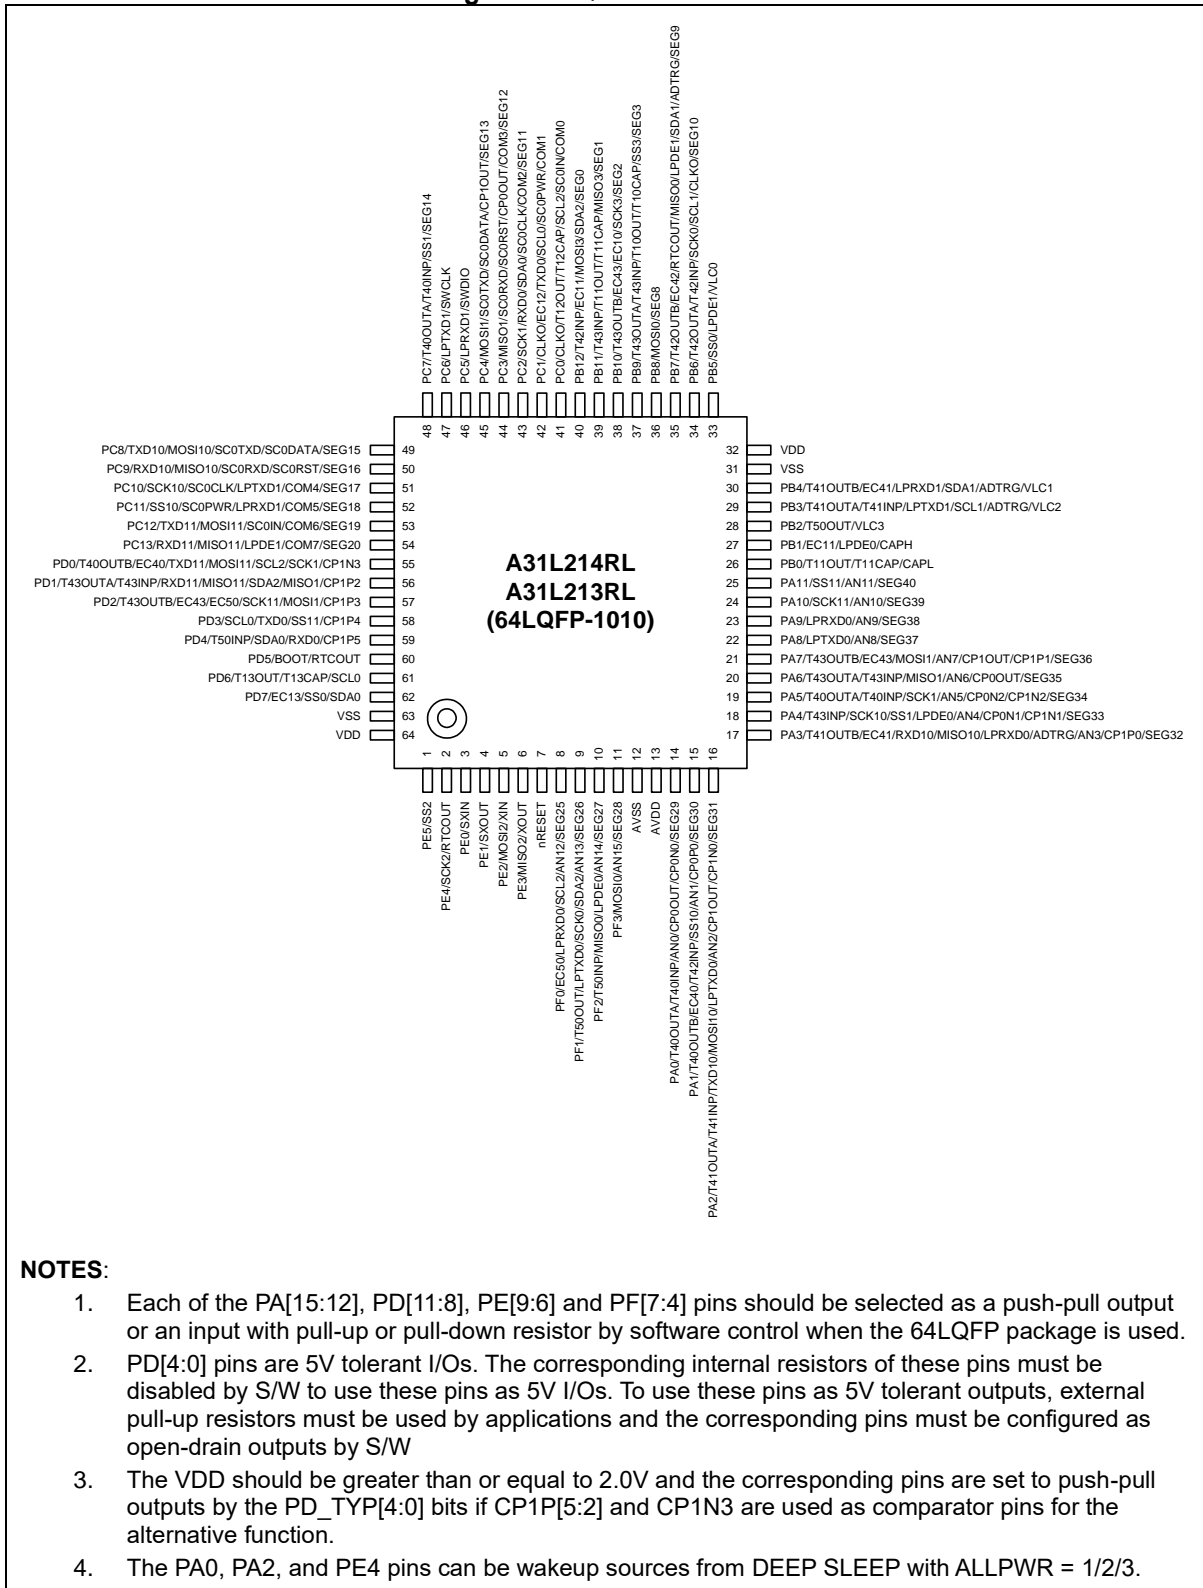 PC7/T40OUTA/T40INP/SS1/SEG14
PC6/LPTXD1/SWCLK
PC5/LPRXD1/SWDIO
PC4/MOSI1/SC0TXD/SC0DATA/CP1OUT/SEG13
PC3/MISO1/SC0RXD/SC0RST/CP0OUT/COM3/SEG12
PC2/SCK1/RXD0/SDA0/SC0CLK/COM2/SEG11
PC1/CLKO/EC12/TXD0/SCL0/SC0PWR/COM1
PC0/CLKO/T12OUT/T12CAP/SCL2/SC0IN/COM0
PB12/T42INP/EC11/MOSI3/SDA2/SEG0
PB11/T43INP/T11OUT/T11CAP/MISO3/SEG1
PB10/T43OUTB/EC43/EC10/SCK3/SEG2
PB9/T43OUTA/T43INP/T10OUT/T10CAP/SS3/SEG3
PB8/MOSI0/SEG8
PB7/T42OUTB/EC42/RTCOUT/MISO0/LPDE1/SDA1/ADTRG/SEG9
PB6/T42OUTA/T42INP/SCK0/SCL1/CLKO/SEG10
PB5/SS0/LPDE1/VLC0
48 47 46 45 44 43 42 41 40 39 38 37 36 35 34 33
PC8/TXD10/MOSI10/SC0TXD/SC0DATA/SEG15 49
PC9/RXD10/MISO10/SC0RXD/SC0RST/SEG16 50
PC10/SCK10/SC0CLK/LPTXD1/COM4/SEG17 51
PC11/SS10/SC0PWR/LPRXD1/COM5/SEG18 52
PC12/TXD11/MOSI11/SC0IN/COM6/SEG19 53
PC13/RXD11/MISO11/LPDE1/COM7/SEG20 54
PD0/T40OUTB/EC40/TXD11/MOSI11/SCL2/SCK1/CP1N3 55
PD1/T43OUTA/T43INP/RXD11/MISO11/SDA2/MISO1/CP1P2 56
PD2/T43OUTB/EC43/EC50/SCK11/MOSI1/CP1P3 57
PD3/SCL0/TXD0/SS11/CP1P4 58
PD4/T50INP/SDA0/RXD0/CP1P5 59
PD5/BOOT/RTCOUT 60
PD6/T13OUT/T13CAP/SCL0 61
PD7/EC13/SS0/SDA0 62
VSS 63
VDD 64
A31L214RL
A31L213RL
(64LQFP-1010)
32 VDD
31 VSS
30 PB4/T41OUTB/EC41/LPRXD1/SDA1/ADTRG/VLC1
29 PB3/T41OUTA/T41INP/LPTXD1/SCL1/ADTRG/VLC2
28 PB2/T50OUT/VLC3
27 PB1/EC11/LPDE0/CAPH
26 PB0/T11OUT/T11CAP/CAPL
25 PA11/SS11/AN11/SEG40
24 PA10/SCK11/AN10/SEG39
23 PA9/LPRXD0/AN9/SEG38
22 PA8/LPTXD0/AN8/SEG37
21 PA7/T43OUTB/EC43/MOSI1/AN7/CP1OUT/CP1P1/SEG36
20 PA6/T43OUTA/T43INP/MISO1/AN6/CP0OUT/SEG35
19 PA5/T40OUTA/T40INP/SCK1/AN5/CP0N2/CP1N2/SEG34
18 PA4/T43INP/SCK10/SS1/LPDE0/AN4/CP0N1/CP1N1/SEG33
17 PA3/T41OUTB/EC41/RXD10/MISO10/LPRXD0/ADTRG/AN3/CP1P0/SEG32
1 2 3 4 5 6 7 8 9 10 11 12 13 14 15 16
PE5/SS2
PE4/SCK2/RTCOUT
PE0/SXIN
PE1/SXOUT
PE2/MOSI2/XIN
PE3/MISO2/XOUT
nRESET
PF0/EC50/LPRXD0/SCL2/AN12/SEG25
PF1/T50OUT/LPTXD0/SCK0/SDA2/AN13/SEG26
PF2/T50INP/MISO0/LPDE0/AN14/SEG27
PF3/MOSI0/AN15/SEG28
AVSS
AVDD
PA0/T40OUTA/T40INP/AN0/CP0OUT/CP0N0/SEG29
PA1/T40OUTB/EC40/T42INP/SS10/AN1/CP0P0/SEG30
PA2/T41OUTA/T41INP/TXD10/MOSI10/LPTXD0/AN2/CP1OUT/CP1N0/SEG31
NOTES:
1. Each of the PA[15:12], PD[11:8], PE[9:6] and PF[7:4] pins should be selected as a push-pull output
or an input with pull-up or pull-down resistor by software control when the 64LQFP package is used.
2. PD[4:0] pins are 5V tolerant I/Os. The corresponding internal resistors of these pins must be
disabled by S/W to use these pins as 5V I/Os. To use these pins as 5V tolerant outputs, external
pull-up resistors must be used by applications and the corresponding pins must be configured as
open-drain outputs by S/W
3. The VDD should be greater than or equal to 2.0V and the corresponding pins are set to push-pull
outputs by the PD_TYP[4:0] bits if CP1P[5:2] and CP1N3 are used as comparator pins for the
alternative function.
4. The PA0, PA2, and PE4 pins can be wakeup sources from DEEP SLEEP with ALLPWR = 1/2/3.